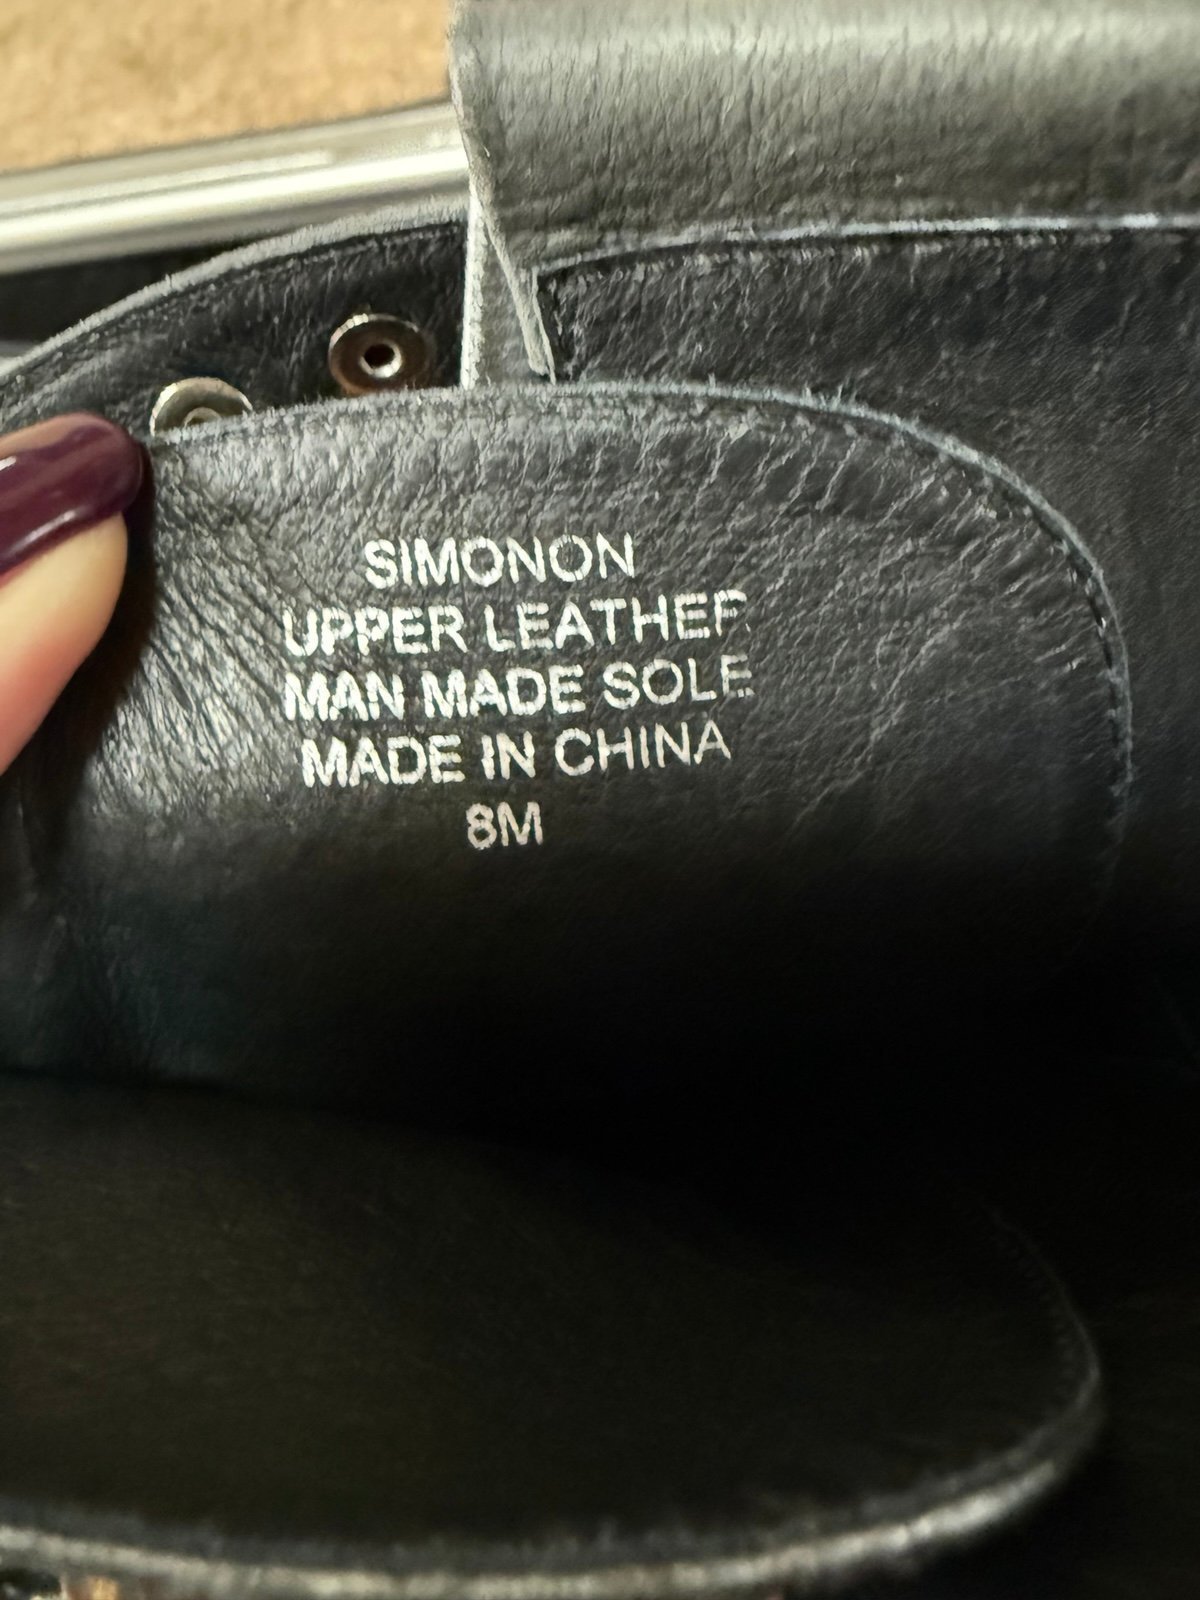 SIMONON
UPPER LEATHER
MAN MADE SOLE
MADE IN CHINA
8M